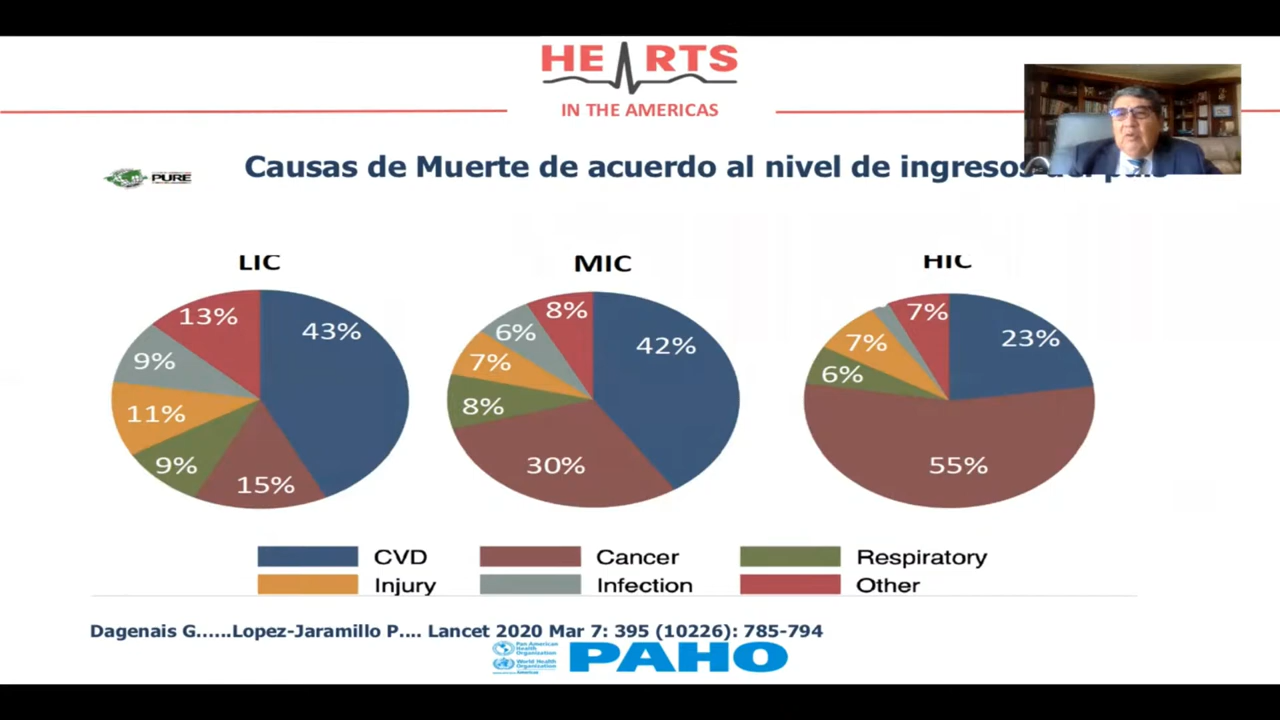 HEARTS
IN THE AMERICAS
PURE
Causas de Muerte de acuerdo al nivel de ingresos
LIC
MIC
HIC
13%
43%
9%
11%
9%
15%
8%
42%
6%
7%
8%
30%
7%
23%
7%
6%
55%
CVD
Cancer
Respiratory
Injury
Infection
Other
Dagenais G......Lopez-Jaramillo P.... Lancet 2020 Mar 7: 395 (10226): 785-794
Pan American
Health
Organization
World Health
Organization
Americas
PAHO